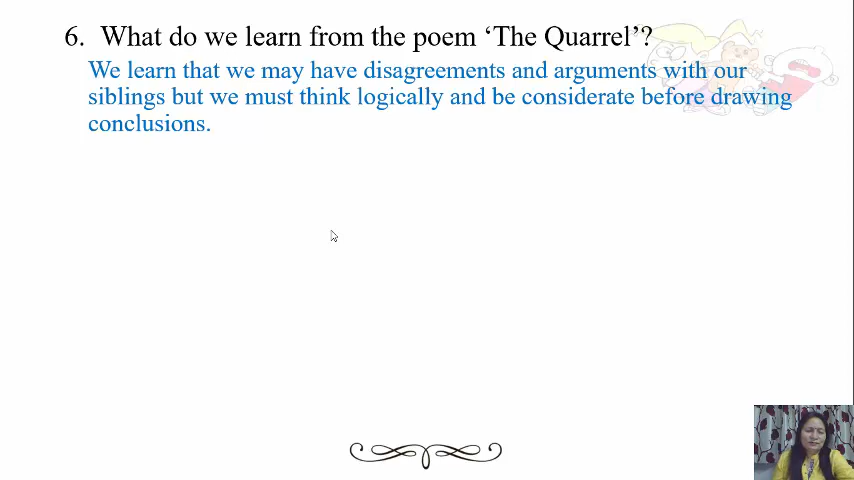 6. What do we learn from the poem ‘The Quarrel’?
We learn that we may have disagreements and arguments with our
siblings but we must think logically and be considerate before drawing
conclusions.